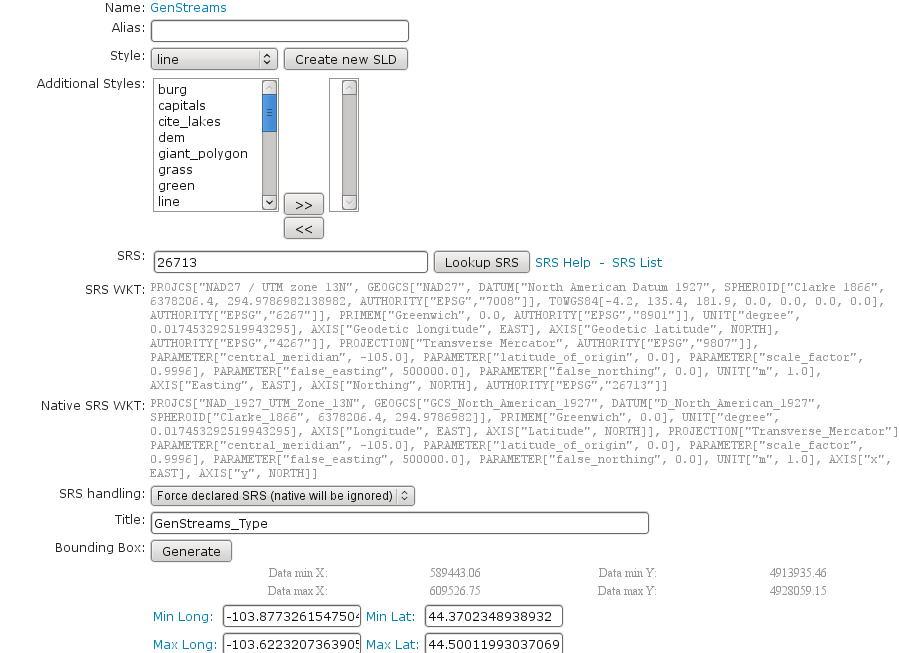 Name: GenStreams
Alias:
Style: line Create new SLD
Additional Styles: burg
capitals
cite_lakes
dem
giant_polygon
grass
green
line
>>
<<
SRS: 26713 Lookup SRS SRS Help - SRS List
SRS WKT: PROJCS["NAD27 / UTM zone 13N", GEOGCS["NAD27", DATUM["North American Datum 1927", SPHEROID["Clarke 1866",
6378206.4, 294.9786982138982, AUTHORITY["EPSG","7008"]], TOWGS84[-4.2, 135.4, 181.9, 0.0, 0.0, 0.0, 0.0],
AUTHORITY["EPSG","6267"]], PRIMEM["Greenwich", 0.0, AUTHORITY["EPSG","8901"]], UNIT["degree",
0.017453292519943295], AXIS["Geodetic longitude", EAST], AXIS["Geodetic latitude", NORTH],
AUTHORITY["EPSG","4267"]], PROJECTION["Transverse Mercator", AUTHORITY["EPSG","9807"]],
PARAMETER["central_meridian", -105.0], PARAMETER["latitude_of_origin", 0.0], PARAMETER["scale_factor",
0.9996], PARAMETER["false_easting", 500000.0], PARAMETER["false_northing", 0.0], UNIT["m", 1.0],
AXIS["Easting", EAST], AXIS["Northing", NORTH], AUTHORITY["EPSG","26713"]]
Native SRS WKT: PROJCS["NAD_1927_UTM_Zone_13N", GEOGCS["GCS_North_American_1927", DATUM["D_North_American_1927",
SPHEROID["Clarke_1866", 6378206.4, 294.9786982]], PRIMEM["Greenwich", 0.0], UNIT["degree",
0.017453292519943295], AXIS["Longitude", EAST], AXIS["Latitude", NORTH]], PROJECTION["Transverse_Mercator"]
PARAMETER["central_meridian", -105.0], PARAMETER["latitude_of_origin", 0.0], PARAMETER["scale_factor",
0.9996], PARAMETER["false_easting", 500000.0], PARAMETER["false_northing", 0.0], UNIT["m", 1.0], AXIS["x",
EAST], AXIS["y", NORTH]]
SRS handling: Force declared SRS (native will be ignored)
Title: GenStreams_Type
Bounding Box: Generate
Data min X: 589443.06 Data min Y: 4913935.46
Data max X: 609526.75 Data max Y: 4928059.15
Min Long: -103.8773261547504 Min Lat: 44.3702348938932
Max Long: -103.6223207363905 Max Lat: 44.50011993037069